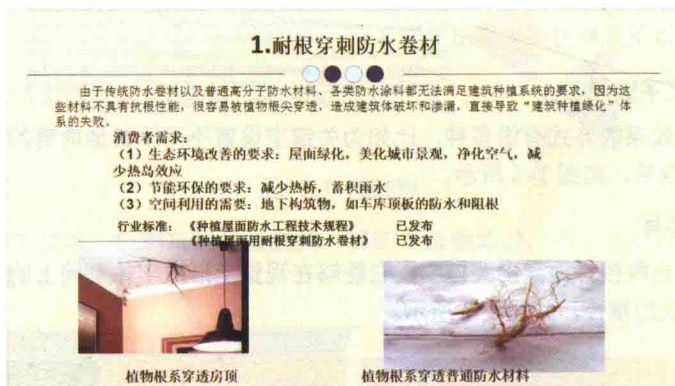 1.耐根穿刺防水卷材
由于传统防水卷材以及普通高分子防水材料、各类防水涂料都无法满足建筑种植系统的要求，因为这
些材料不具有抗根性能，很容易被植物根尖穿透，造成建筑体破坏和渗漏，直接导致“建筑种植绿化”体
系的失败。
消费者需求：
（1）生态环境改善的要求：屋面绿化，美化城市景观，净化空气，减
少热岛效应
（2）节能环保的要求：减少热桥，蓄积雨水
（3）空间利用的需要：地下构筑物，如车库顶板的防水和阻根
行业标准：《种植屋面防水工程技术规程》 已发布
《种植屋面用耐根穿刺防水卷材》 已发布
植物根系穿透房顶
植物根系穿透普通防水材料